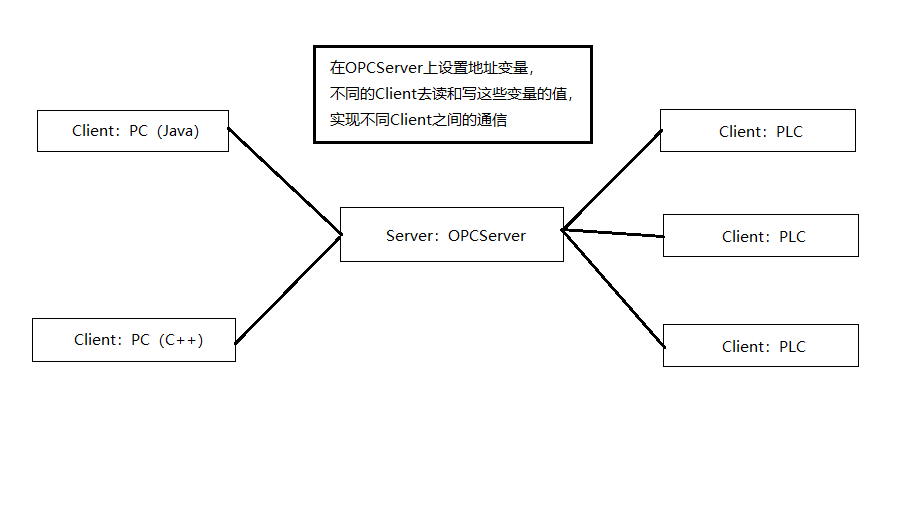 在OPCServer上设置地址变量，
不同的Client去读和写这些变量的值，
实现不同Client之间的通信
Client：PC（Java）
Client：PLC
Server：OPCServer
Client：PLC
Client：PC（C++）
Client：PLC